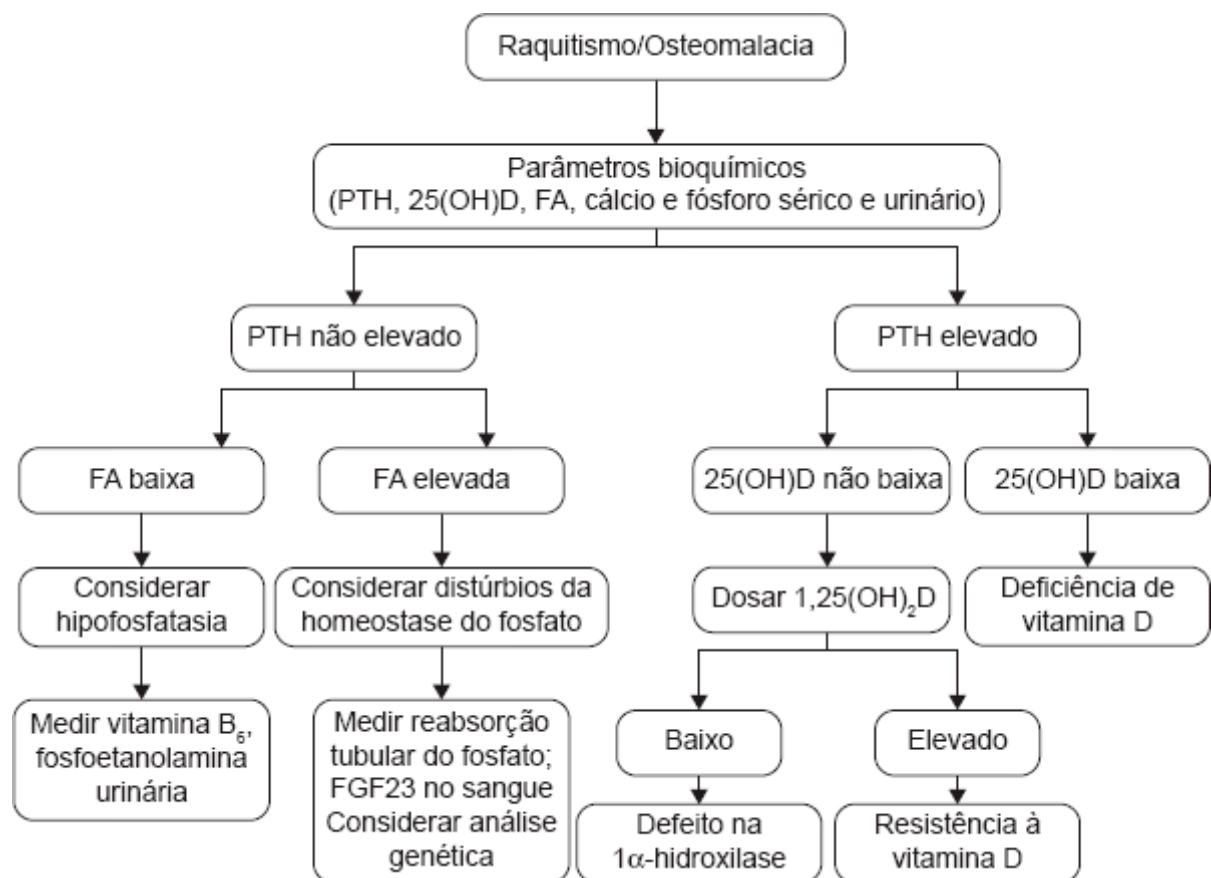 Raquitismo/Osteomalacia
Parâmetros bioquímicos
(PTH, 25(OH)D, FA, cálcio e fósforo sérico e urinário)
PTH não elevado
PTH elevado
FA baixa
FA elevada
25(OH)D não baixa
25(OH)D baixa
Considerar
hipofosfatasia
Considerar distúrbios da
homeostase do fosfato
Dosar 1,25(OH)₂D
Deficiência de
vitamina D
Medir vitamina B₆,
fosfoetanolamina
urinária
Medir reabsorção
tubular do fosfato;
FGF23 no sangue
Considerar análise
genética
Baixo
Elevado
Defeito na
1α-hidroxilase
Resistência à
vitamina D